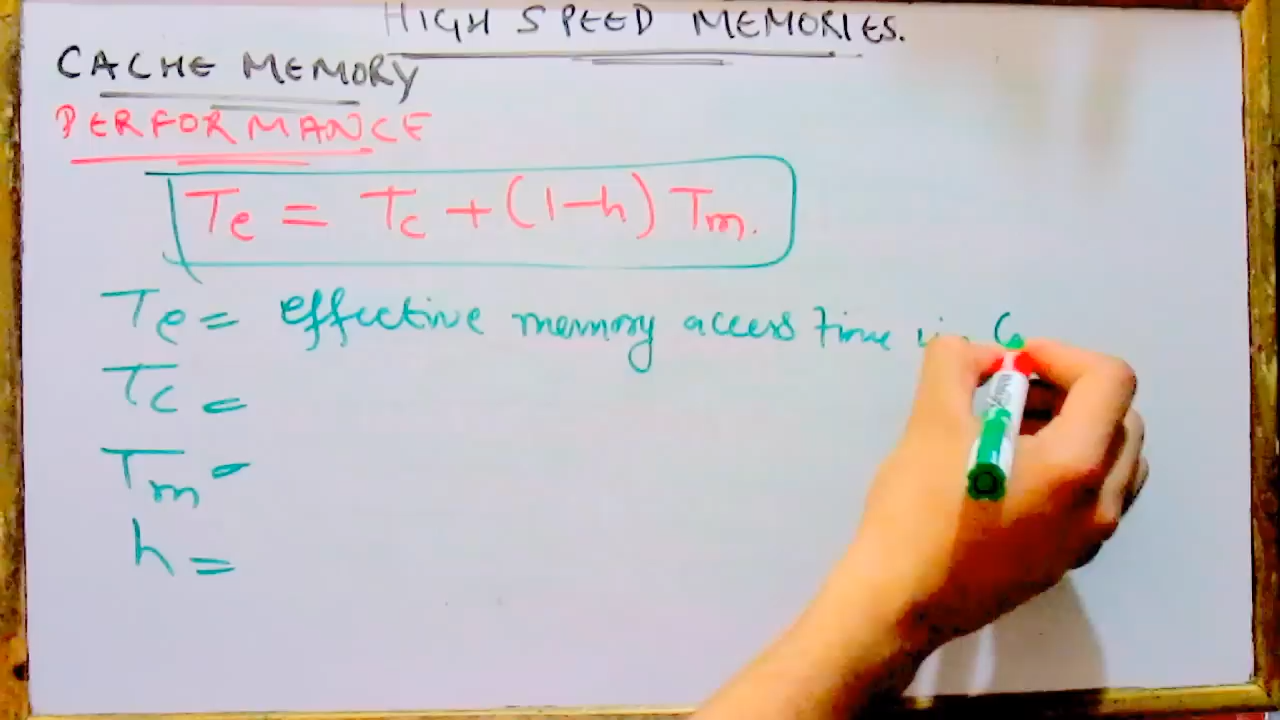 HIGH SPEED MEMORIES.
CACHE MEMORY
PERFORMANCE
Te = Tc + (1-h) Tm.
Te = effective memory access time in
Tc =
Tm =
h =